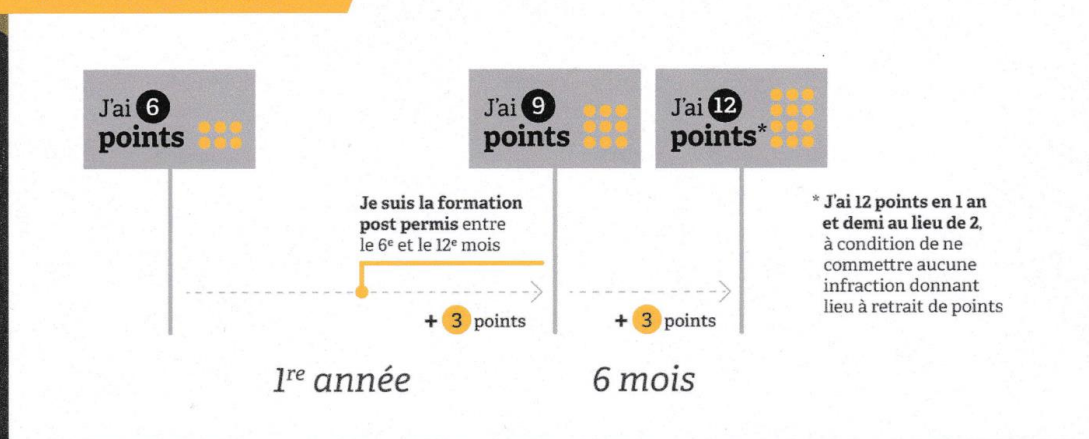 J'ai 6
points
J'ai 9
points
J'ai 12
points*
Je suis la formation
post permis entre
le 6e et le 12e mois
* J'ai 12 points en 1 an
et demi au lieu de 2,
à condition de ne
commettre aucune
infraction donnant
lieu à retrait de points
+ 3 points
+ 3 points
1re année
6 mois